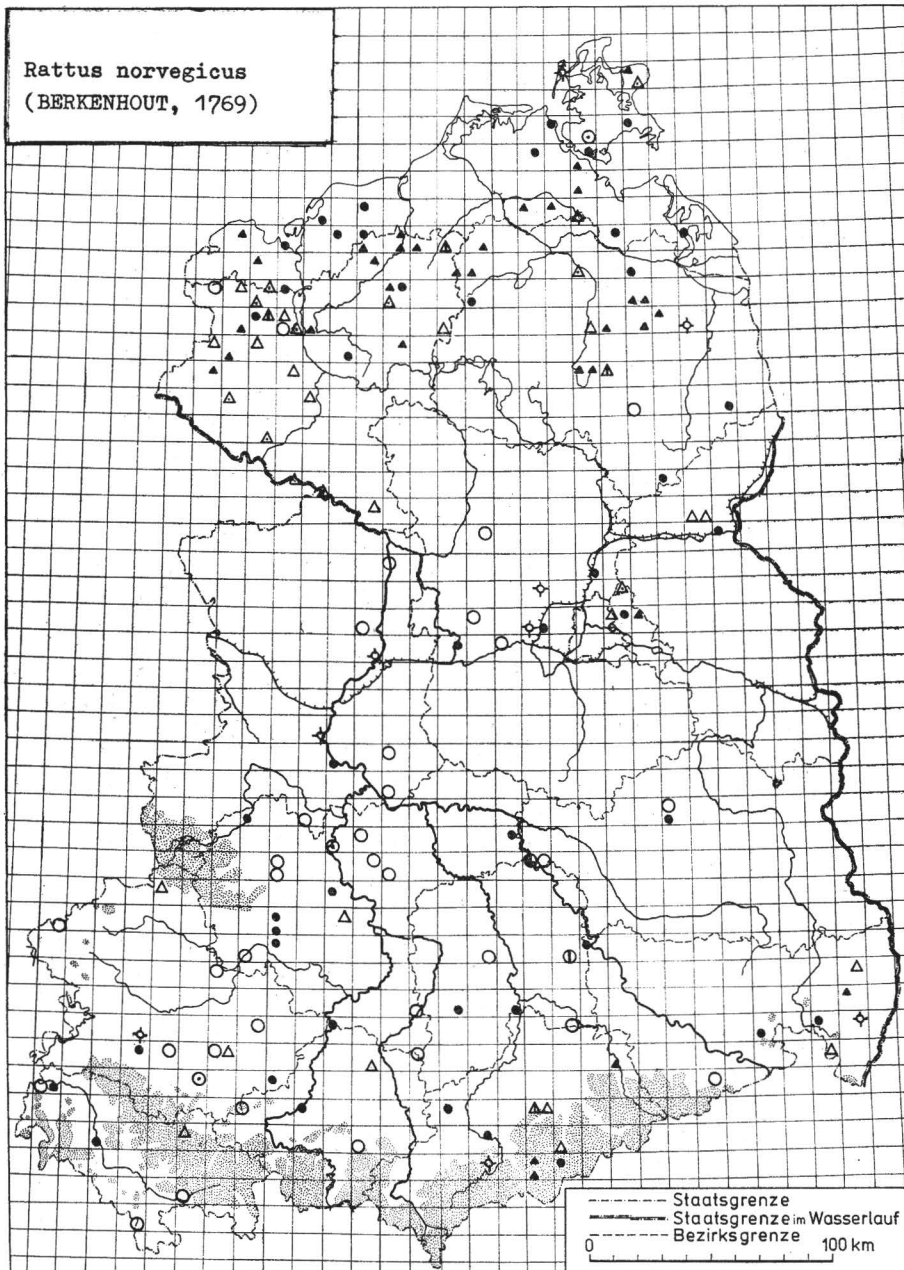 Rattus norvegicus
(BERKENHOUT, 1769)
Staatsgrenze
Staatsgrenze im Wasserlauf
Bezirksgrenze
0 100 km